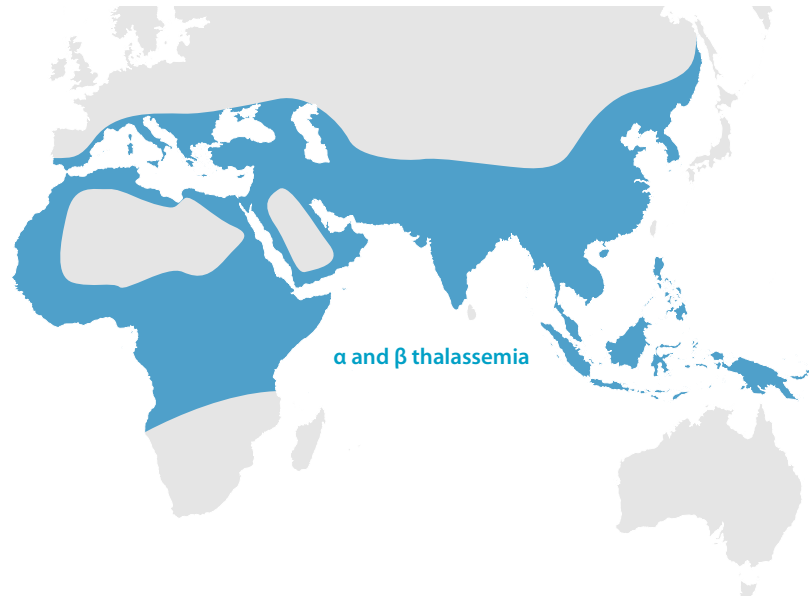 α and β thalassemia